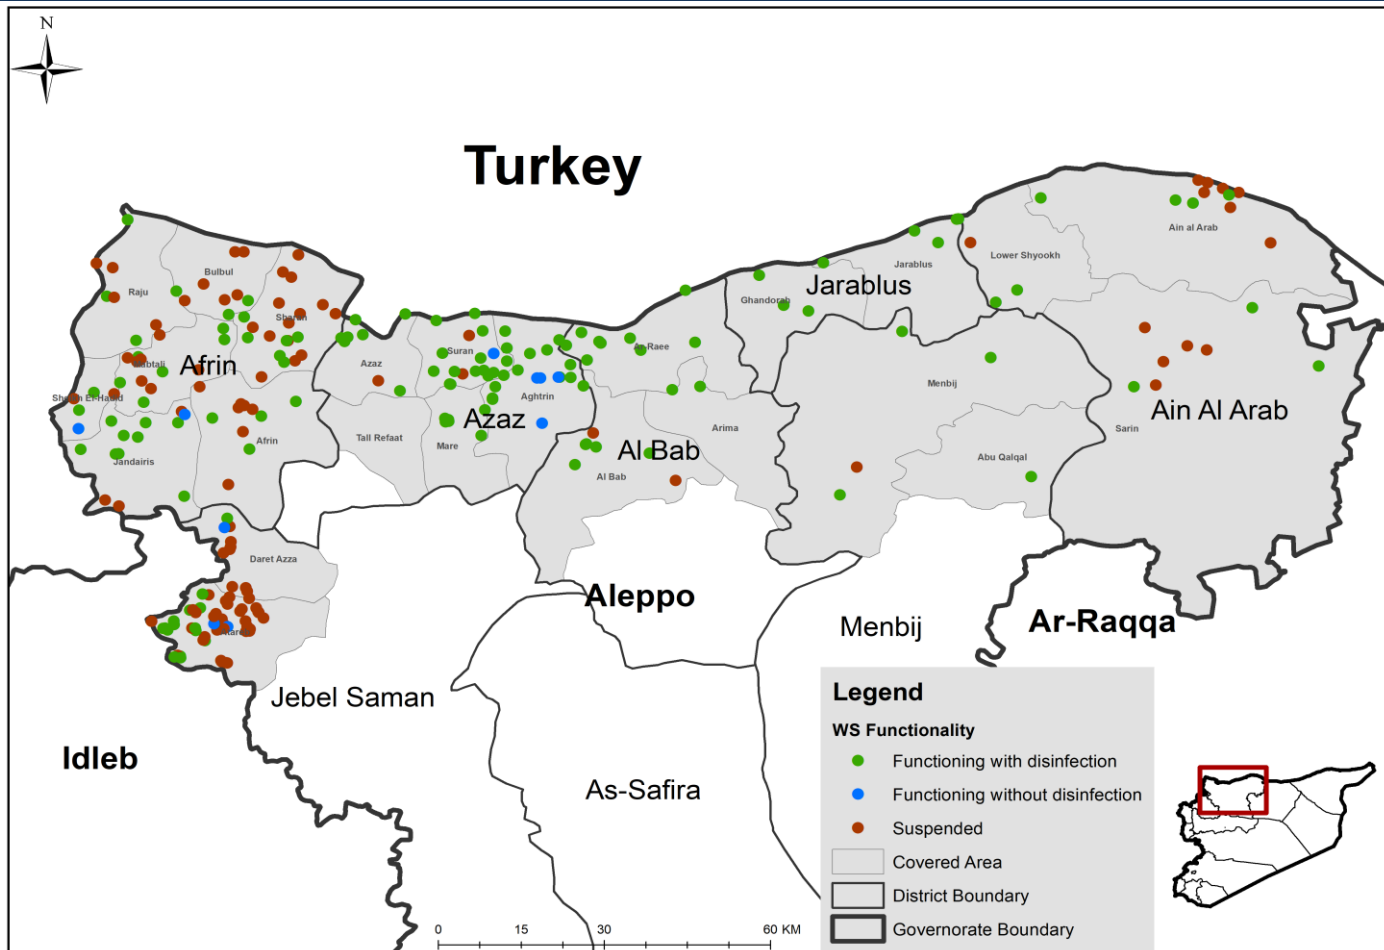 N
Turkey
Bulbul
Raju
Sharan
Mabtali
Afrin
Sheikh El-Hadid
Afrin
Jandairis
Azaz
Suran
Aghtrin
Azaz
Tall Refaat
Mare
Ar-Raee
Al Bab
Arima
Al Bab
Ghandorah
Jarablus
Jarablus
Lower Shyookh
Ain al Arab
Menbij
Abu Qalqal
Sarin
Ain Al Arab
Daret Azza
Aleppo
Menbij
Ar-Raqqa
Jebel Saman
Idleb
As-Safira
Legend
WS Functionality
Functioning with disinfection
Functioning without disinfection
Suspended
Covered Area
District Boundary
Governorate Boundary
0 15 30 60 KM